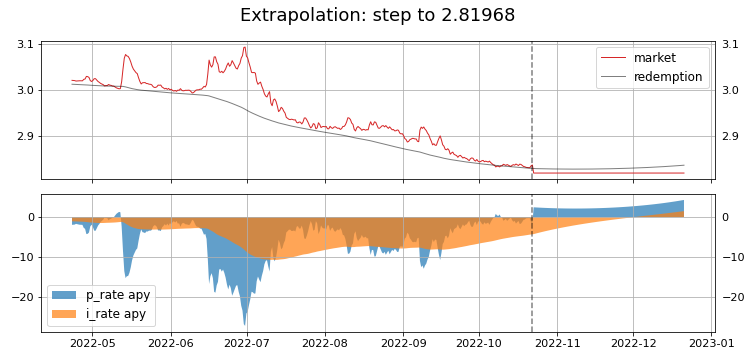 Extrapolation: step to 2.81968
3.1
3.0
2.9
3.1
3.0
2.9
market
redemption
0
−10
−20
0
−10
−20
p_rate apy
i_rate apy
2022-05 2022-06 2022-07 2022-08 2022-09 2022-10 2022-11 2022-12 2023-01